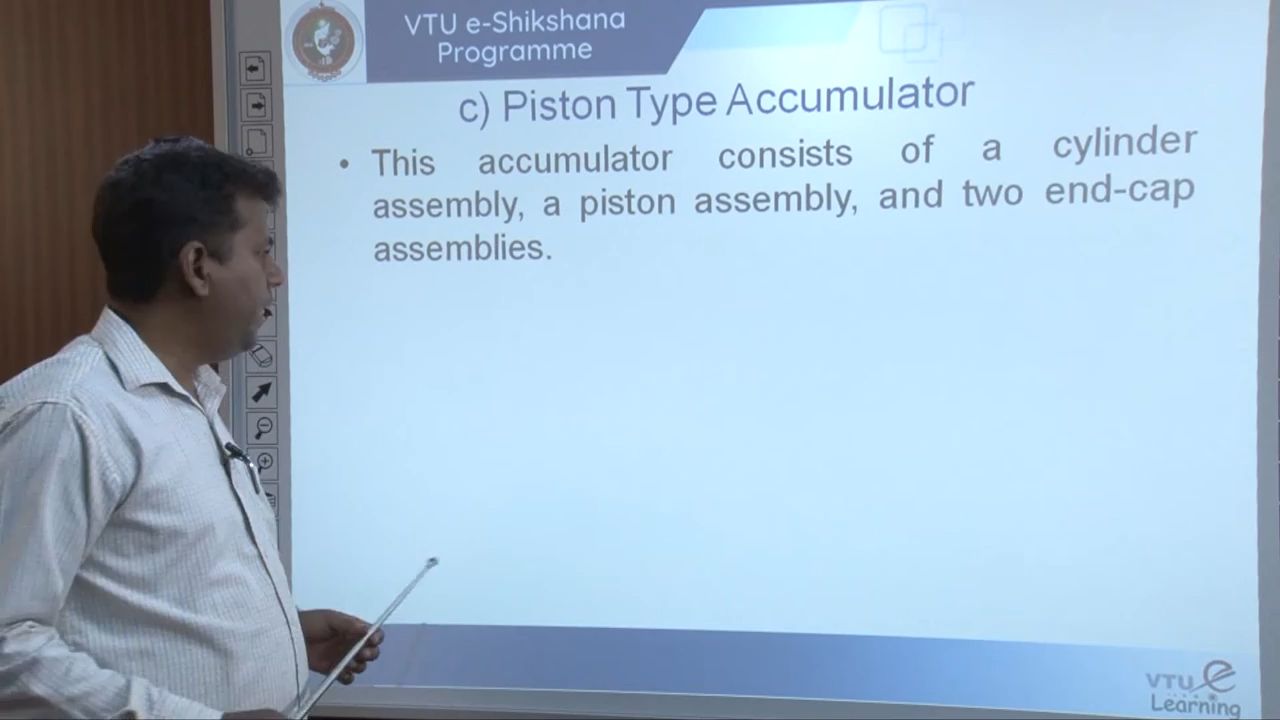 VTU e-Shikshana
Programme
c) Piston Type Accumulator
• This accumulator consists of a cylinder
assembly, a piston assembly, and two end-cap
assemblies.
VTU e
Learning